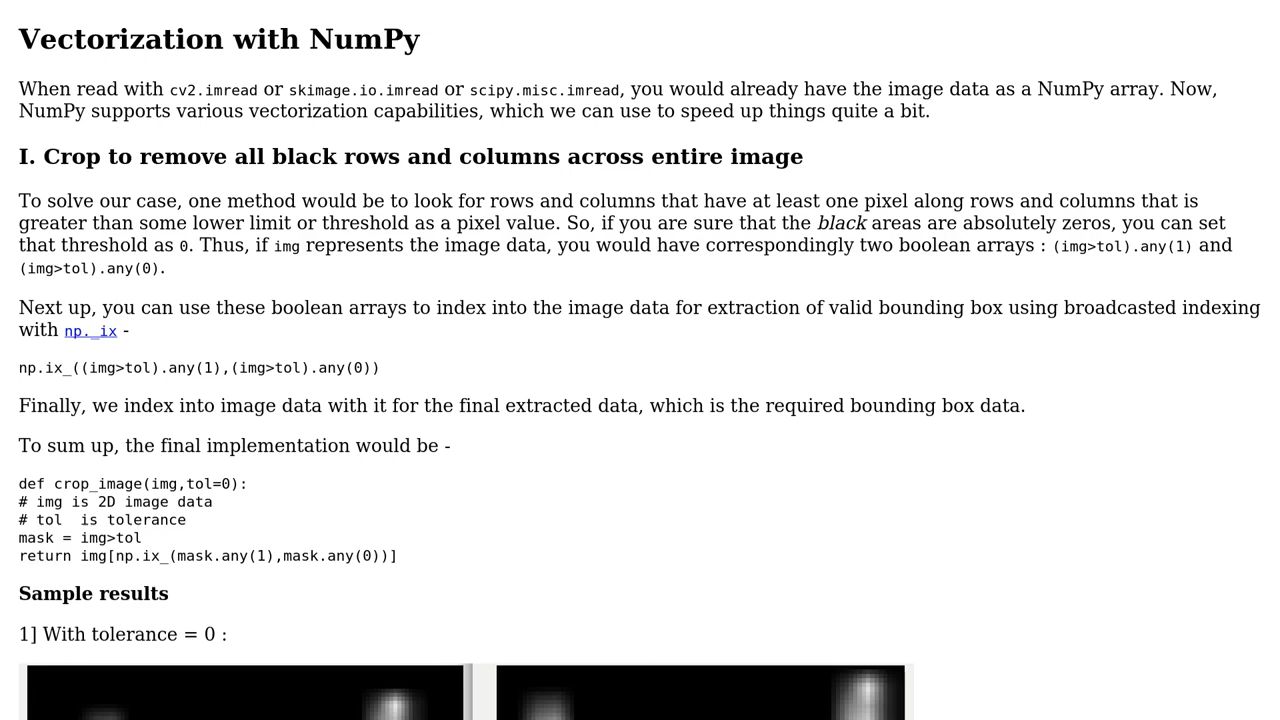 Vectorization with NumPy
When read with cv2.imread or skimage.io.imread or scipy.misc.imread, you would already have the image data as a NumPy array. Now,
NumPy supports various vectorization capabilities, which we can use to speed up things quite a bit.
I. Crop to remove all black rows and columns across entire image
To solve our case, one method would be to look for rows and columns that have at least one pixel along rows and columns that is
greater than some lower limit or threshold as a pixel value. So, if you are sure that the black areas are absolutely zeros, you can set
that threshold as 0. Thus, if img represents the image data, you would have correspondingly two boolean arrays : (img>tol).any(1) and
(img>tol).any(0).
Next up, you can use these boolean arrays to index into the image data for extraction of valid bounding box using broadcasted indexing
with np._ix -
np.ix_((img>tol).any(1),(img>tol).any(0))
Finally, we index into image data with it for the final extracted data, which is the required bounding box data.
To sum up, the final implementation would be -
def crop_image(img,tol=0):
# img is 2D image data
# tol  is tolerance
mask = img>tol
return img[np.ix_(mask.any(1),mask.any(0))]
Sample results
1] With tolerance = 0 :